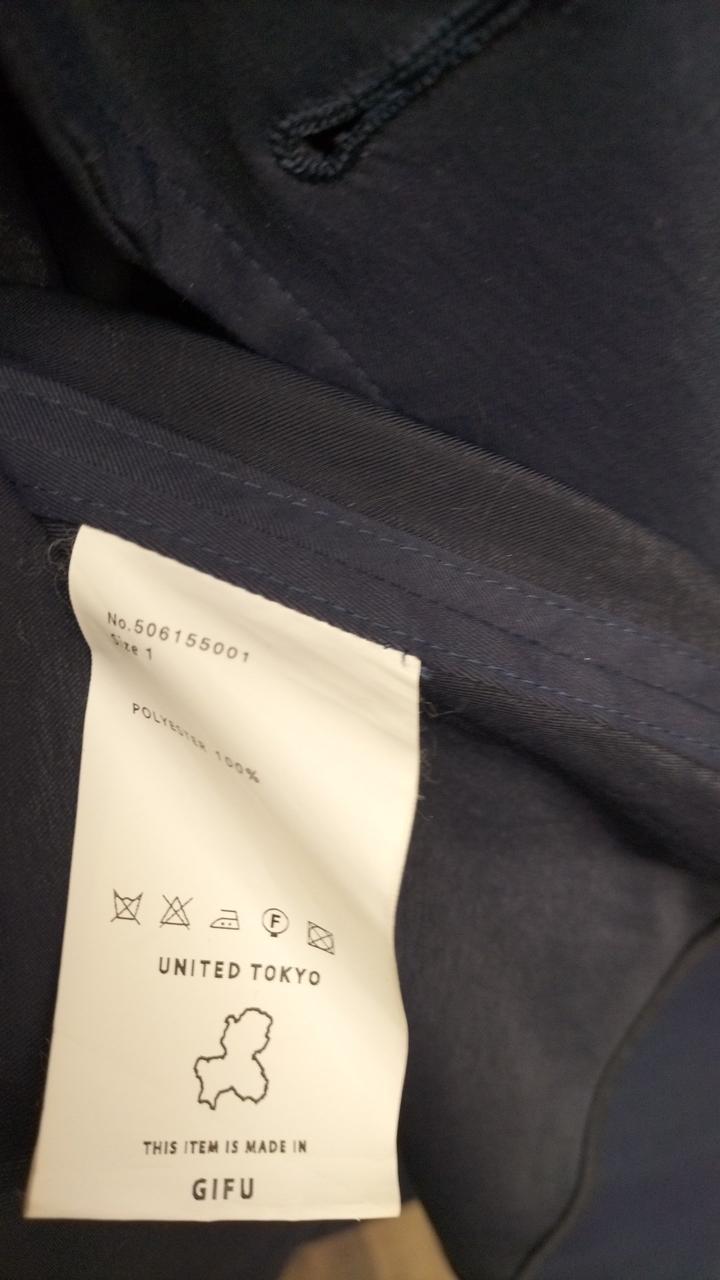 No.506155001
Size 1
POLYESTER 100%
F
UNITED TOKYO
THIS ITEM IS MADE IN
GIFU